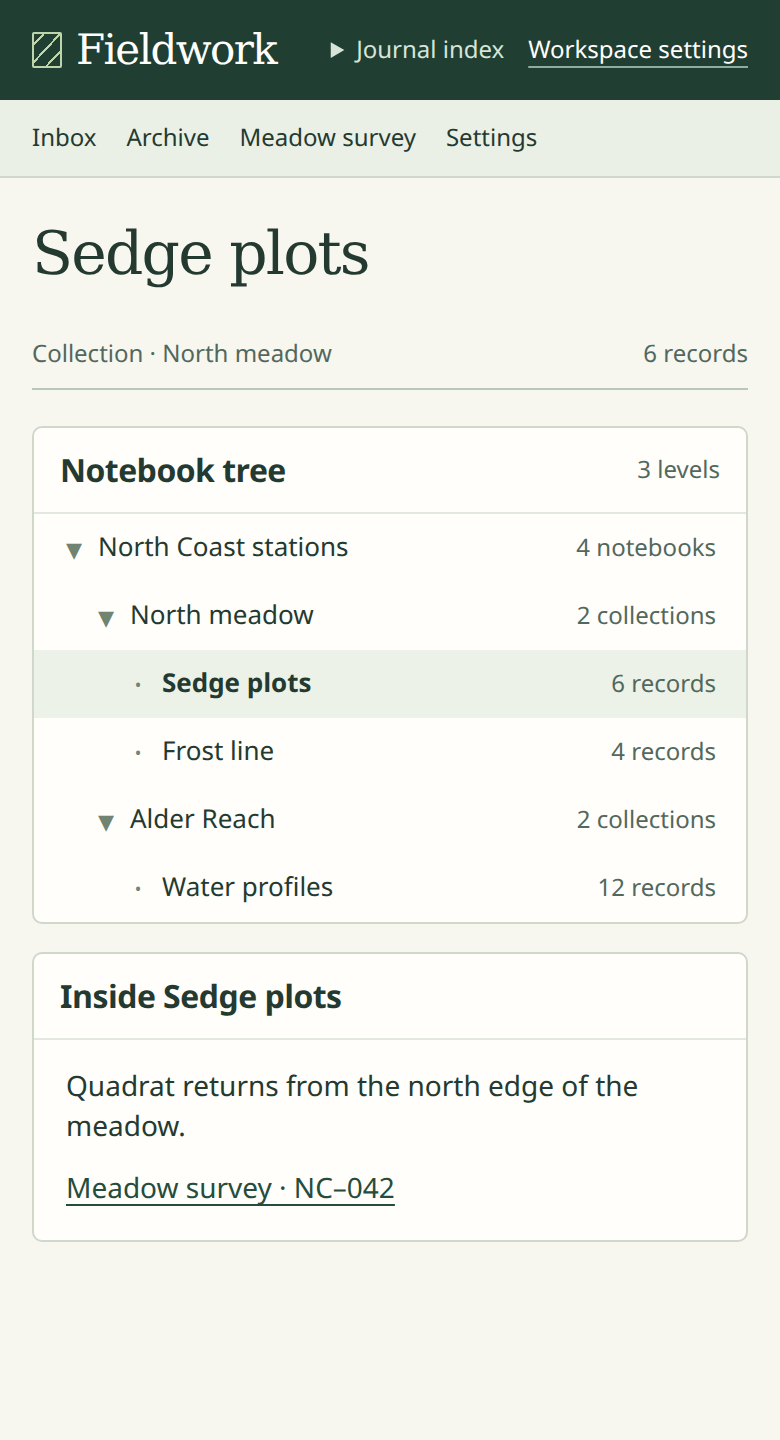 Fieldwork
▶ Journal index
Workspace settings
Inbox
Archive
Meadow survey
Settings
Sedge plots
Collection · North meadow
6 records
Notebook tree
3 levels
▼ North Coast stations
4 notebooks
▼ North meadow
2 collections
· Sedge plots
6 records
· Frost line
4 records
▼ Alder Reach
2 collections
· Water profiles
12 records
Inside Sedge plots
Quadrat returns from the north edge of the
meadow.
Meadow survey · NC–042